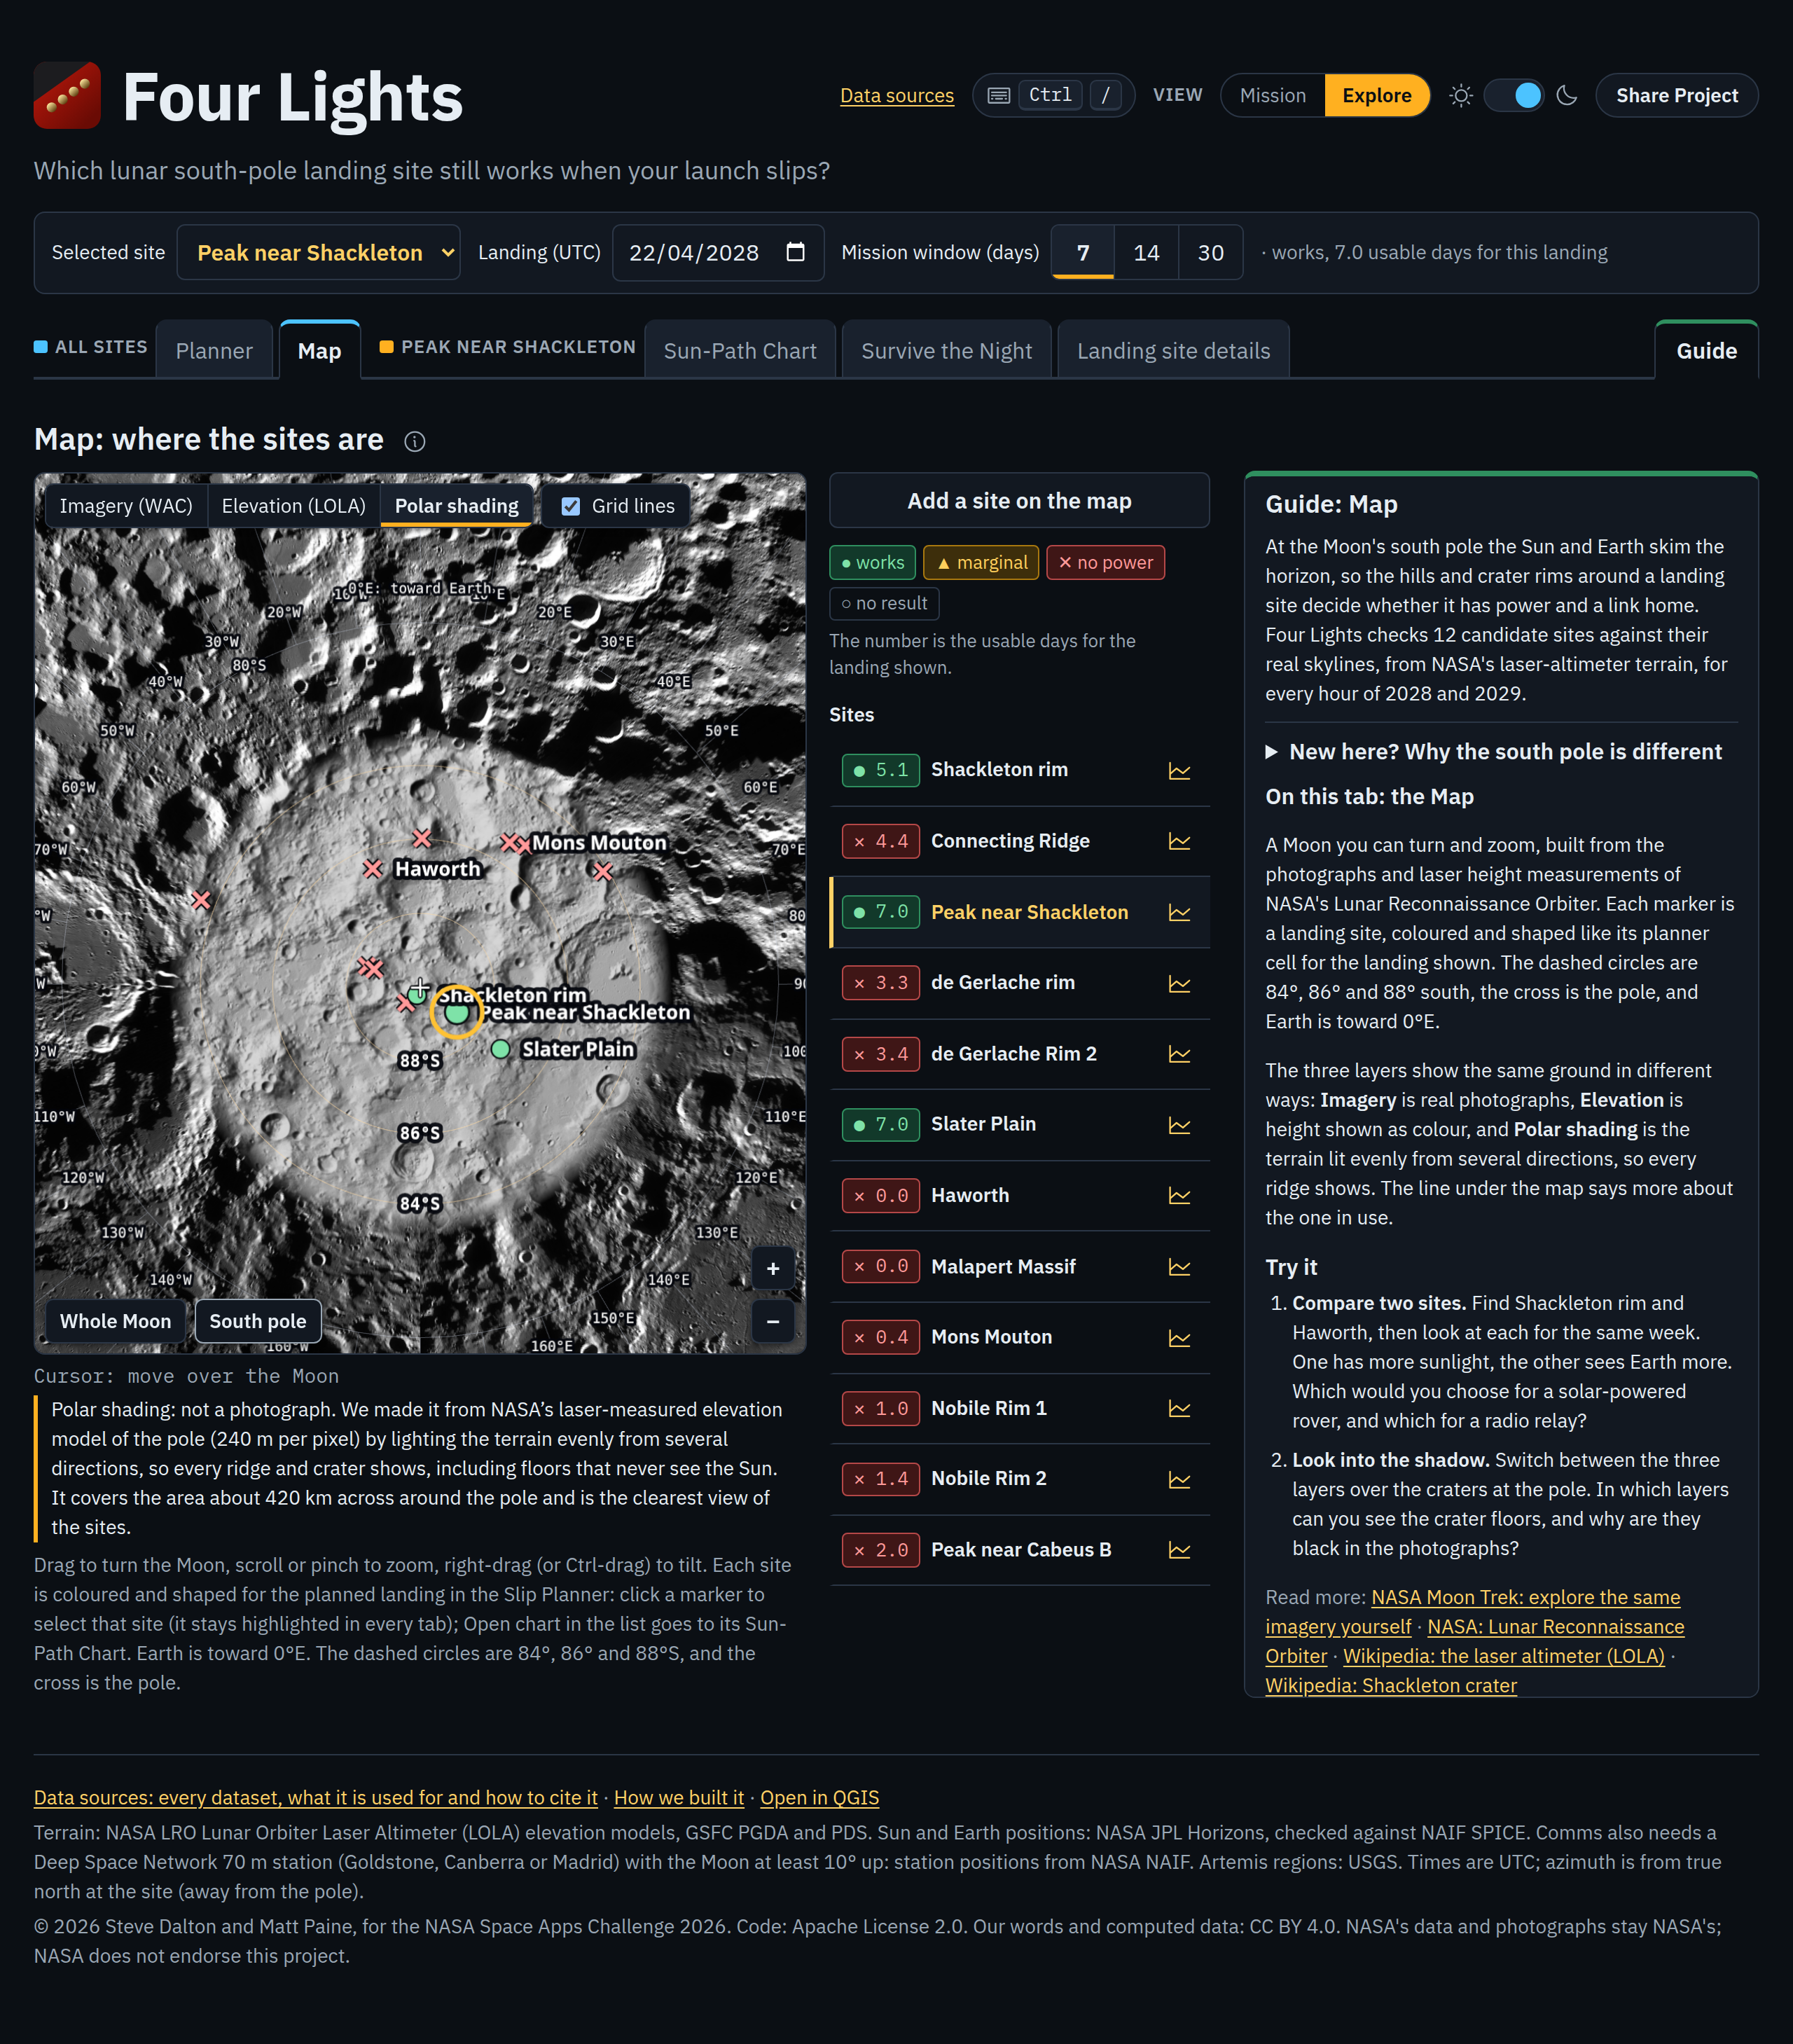 Four Lights
Data sources
Ctrl /
VIEW
Mission
Explore
Share Project
Which lunar south-pole landing site still works when your launch slips?
Selected site
Peak near Shackleton
Landing (UTC)
22/04/2028
Mission window (days)
7
14
30
· works, 7.0 usable days for this landing
ALL SITES
Planner
Map
PEAK NEAR SHACKLETON
Sun-Path Chart
Survive the Night
Landing site details
Guide
Map: where the sites are
Imagery (WAC)
Elevation (LOLA)
Polar shading
Grid lines
0°E: toward Earth
20°W
20°E
30°W
30°E
80°S
40°W
40°E
50°W
50°E
60°W
60°E
70°W
70°E
Mons Mouton
Haworth
80
Shackleton rim
Peak near Shackleton
Slater Plain
88°S
110°W
110°E
86°S
120°W
120°E
84°S
130°W
130°E
140°W
140°E
150°E
160°W
160°E
+
−
Whole Moon
South pole
Cursor: move over the Moon
Polar shading: not a photograph. We made it from NASA’s laser-measured elevation
model of the pole (240 m per pixel) by lighting the terrain evenly from several
directions, so every ridge and crater shows, including floors that never see the Sun.
It covers the area about 420 km across around the pole and is the clearest view of
the sites.
Drag to turn the Moon, scroll or pinch to zoom, right-drag (or Ctrl-drag) to tilt. Each site
is coloured and shaped for the planned landing in the Slip Planner: click a marker to
select that site (it stays highlighted in every tab); Open chart in the list goes to its Sun-
Path Chart. Earth is toward 0°E. The dashed circles are 84°, 86° and 88°S, and the
cross is the pole.
Add a site on the map
● works
▲ marginal
✕ no power
○ no result
The number is the usable days for the
landing shown.
Sites
● 5.1 Shackleton rim
× 4.4 Connecting Ridge
● 7.0 Peak near Shackleton
× 3.3 de Gerlache rim
× 3.4 de Gerlache Rim 2
● 7.0 Slater Plain
× 0.0 Haworth
× 0.0 Malapert Massif
× 0.4 Mons Mouton
× 1.0 Nobile Rim 1
× 1.4 Nobile Rim 2
× 2.0 Peak near Cabeus B
Guide: Map
At the Moon's south pole the Sun and Earth skim the
horizon, so the hills and crater rims around a landing
site decide whether it has power and a link home.
Four Lights checks 12 candidate sites against their
real skylines, from NASA's laser-altimeter terrain, for
every hour of 2028 and 2029.
▶ New here? Why the south pole is different
On this tab: the Map
A Moon you can turn and zoom, built from the
photographs and laser height measurements of
NASA's Lunar Reconnaissance Orbiter. Each marker is
a landing site, coloured and shaped like its planner
cell for the landing shown. The dashed circles are
84°, 86° and 88° south, the cross is the pole, and
Earth is toward 0°E.
The three layers show the same ground in different
ways: Imagery is real photographs, Elevation is
height shown as colour, and Polar shading is the
terrain lit evenly from several directions, so every
ridge shows. The line under the map says more about
the one in use.
Try it
1. Compare two sites. Find Shackleton rim and
Haworth, then look at each for the same week.
One has more sunlight, the other sees Earth more.
Which would you choose for a solar-powered
rover, and which for a radio relay?
2. Look into the shadow. Switch between the three
layers over the craters at the pole. In which layers
can you see the crater floors, and why are they
black in the photographs?
Read more: NASA Moon Trek: explore the same
imagery yourself · NASA: Lunar Reconnaissance
Orbiter · Wikipedia: the laser altimeter (LOLA) ·
Wikipedia: Shackleton crater
Data sources: every dataset, what it is used for and how to cite it · How we built it · Open in QGIS
Terrain: NASA LRO Lunar Orbiter Laser Altimeter (LOLA) elevation models, GSFC PGDA and PDS. Sun and Earth positions: NASA JPL Horizons, checked against NAIF SPICE. Comms also needs a
Deep Space Network 70 m station (Goldstone, Canberra or Madrid) with the Moon at least 10° up: station positions from NASA NAIF. Artemis regions: USGS. Times are UTC; azimuth is from true
north at the site (away from the pole).
© 2026 Steve Dalton and Matt Paine, for the NASA Space Apps Challenge 2026. Code: Apache License 2.0. Our words and computed data: CC BY 4.0. NASA's data and photographs stay NASA's;
NASA does not endorse this project.